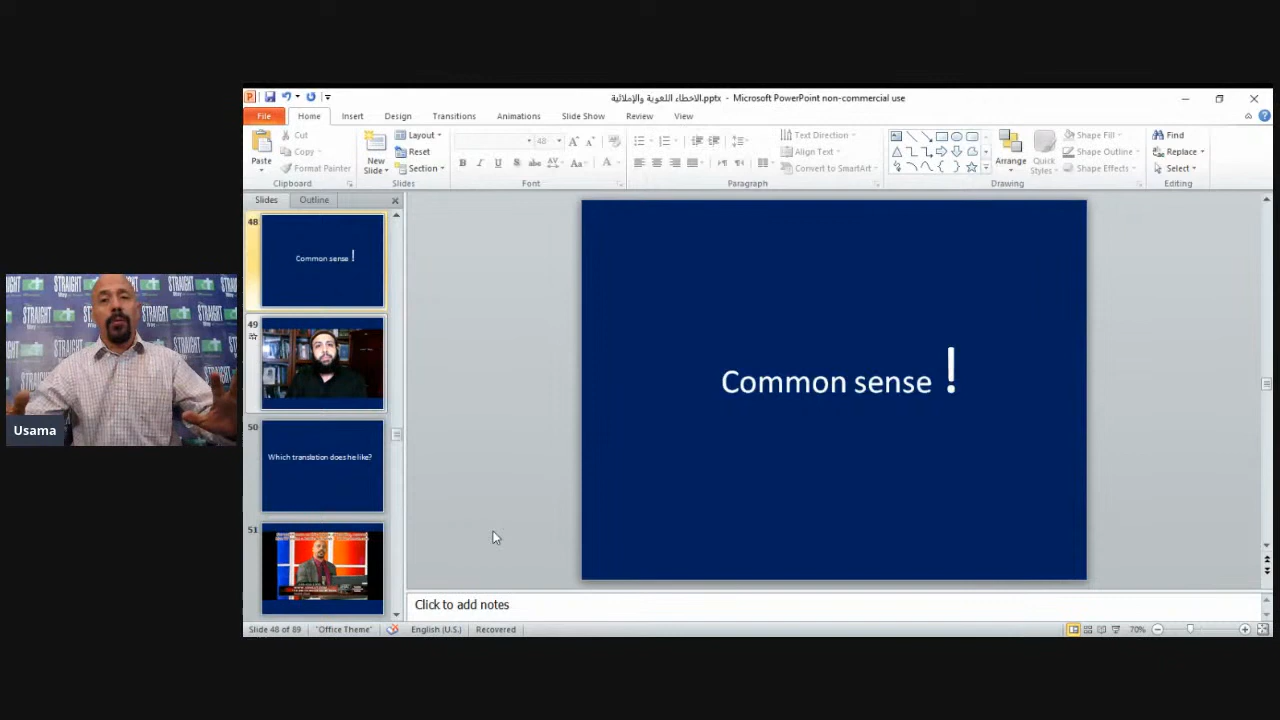 الاخطاء اللغوية والإملائية.pptx - Microsoft PowerPoint non-commercial use
File Home Insert Design Transitions Animations Slide Show Review View
Paste
Cut
Copy
Format Painter
Clipboard
New Slide
Layout
Reset
Section
Slides
48
Font
Paragraph
Text Direction
Align Text
Convert to SmartArt
Arrange
Quick Styles
Shape Fill
Shape Outline
Shape Effects
Drawing
Find
Replace
Select
Editing
Slides Outline
48
Common sense !
49
50
Which translation does he like?
51
Common sense !
STRAIGHT
Way
Usama
Click to add notes
Slide 48 of 89 "Office Theme" English (U.S.) Recovered 70%